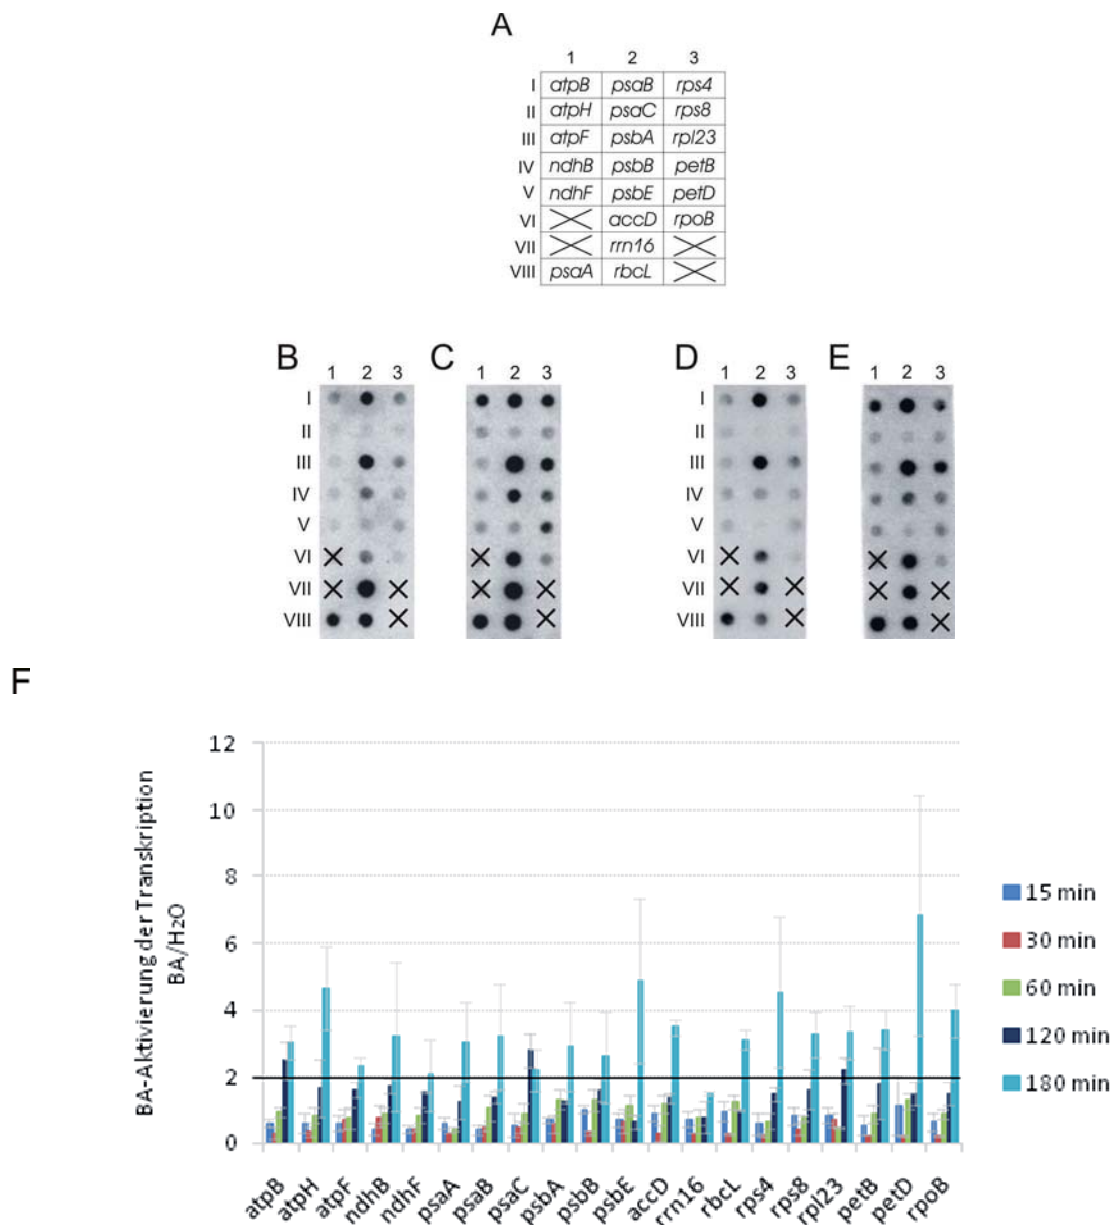 A
1 2 3
I atpB psaB rps4
II atpH psaC rps8
III atpF psbA rpl23
IV ndhB psbB petB
V ndhF psbE petD
VI accD rpoB
VII rrn16
VIII psaA rbcL
B C D E
1 2 3 1 2 3 1 2 3 1 2 3
I I
II II
III III
IV IV
V V
VI VI
VII VII
VIII VIII
F
BA-Aktivierung der Transkription
BA/H2O
12
10
8
6
4
2
0
15 min
30 min
60 min
120 min
180 min
atpB atpH atpF ndhB ndhF psaA psaB psaC psbA psbB psbE accD rrn16 rbcL rps4 rps8 rpl23 petB petD rpoB